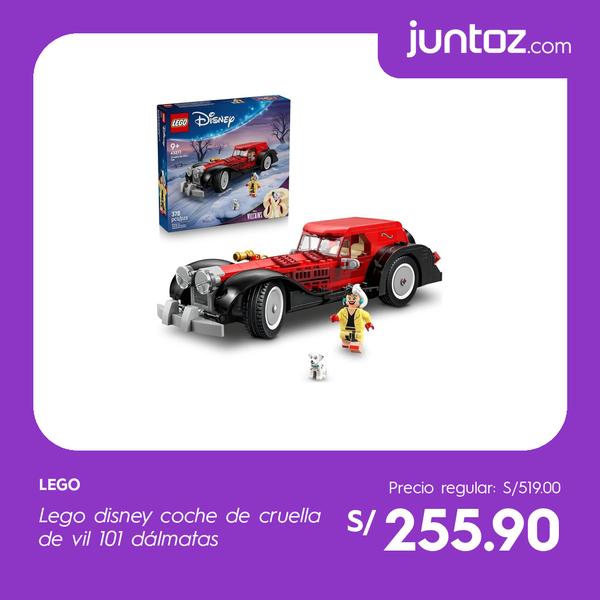 juntoz.com
LEGO
Disney
9+
378
VILLAINS
LEGO
Precio regular: S/519.00
Lego disney coche de cruella
de vil 101 dálmatas
S/ 255.90